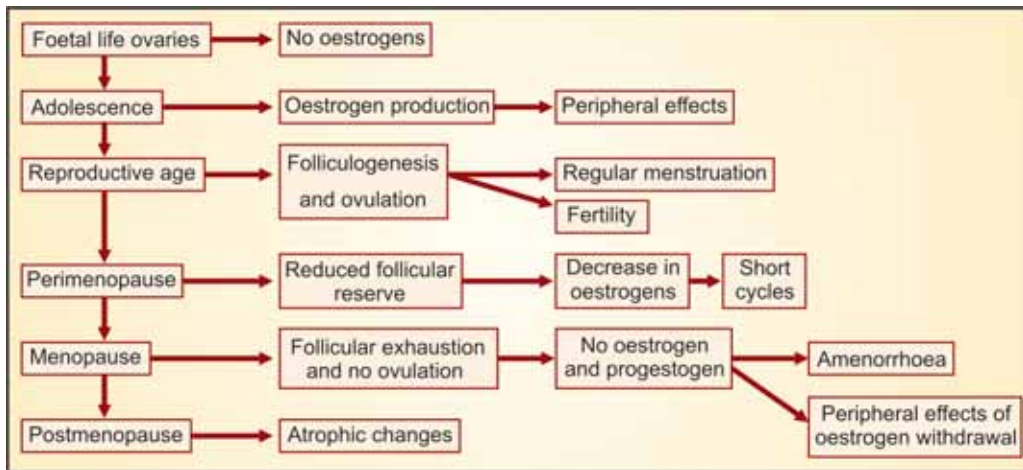 Foetal life ovaries
No oestrogens
Adolescence
Oestrogen production
Peripheral effects
Reproductive age
Folliculogenesis
and ovulation
Regular menstruation
Fertility
Perimenopause
Reduced follicular
reserve
Decrease in
oestrogens
Short
cycles
Menopause
Follicular exhaustion
and no ovulation
No oestrogen
and progestogen
Amenorrhoea
Peripheral effects of
oestrogen withdrawal
Postmenopause
Atrophic changes